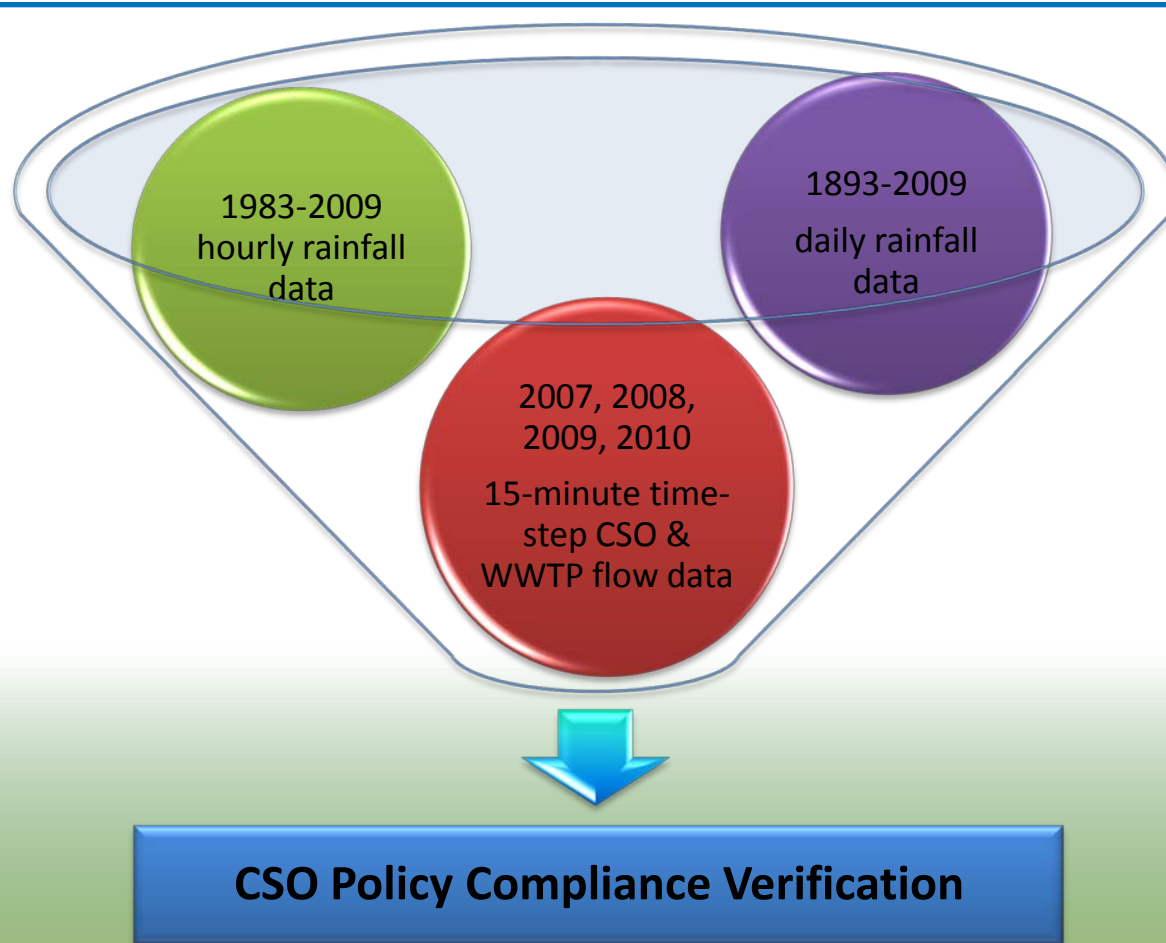 1983-2009
hourly rainfall
data
1893-2009
daily rainfall
data
2007, 2008,
2009, 2010
15-minute time-
step CSO &
WWTP flow data
CSO Policy Compliance Verification